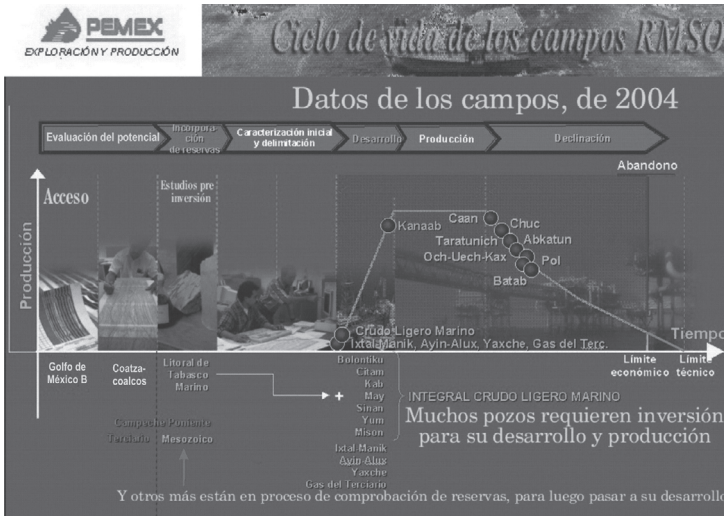 PEMEX
EXPLORACIÓN Y PRODUCCIÓN
Ciclo de vida de los campos RMSO
Datos de los campos, de 2004
Evaluación del potencial
Incorpora-
ción
de reservas
Caracterización inicial
y delimitación
Desarrollo
Producción
Declinación
Abandono
Acceso
Estudios pre
inversión
Producción
Kanaab
Caan
Chuc
Taratunich
Abkatun
Och-Uech-Kax
Pol
Batab
Crudo Ligero Marino
Ixtal-Manik, Ayin-Alux, Yaxche, Gas del Terc.
Tiempo
Golfo de
México B
Coatza-
coalcos
Litoral de
Tabasco
Marino
Límite
económico
Límite
técnico
Bolontiku
Citam
Kab
May
Sinan
Yum
Misón
+
INTEGRAL CRUDO LIGERO MARINO
Muchos pozos requieren inversión
para su desarrollo y producción
Campeche Poniente
Terciario
Mesozoico
Ixtal-Manik
Ayin-Alux
Yaxche
Gas del Terciario
Y otros más están en proceso de comprobación de reservas, para luego pasar a su desarrollo